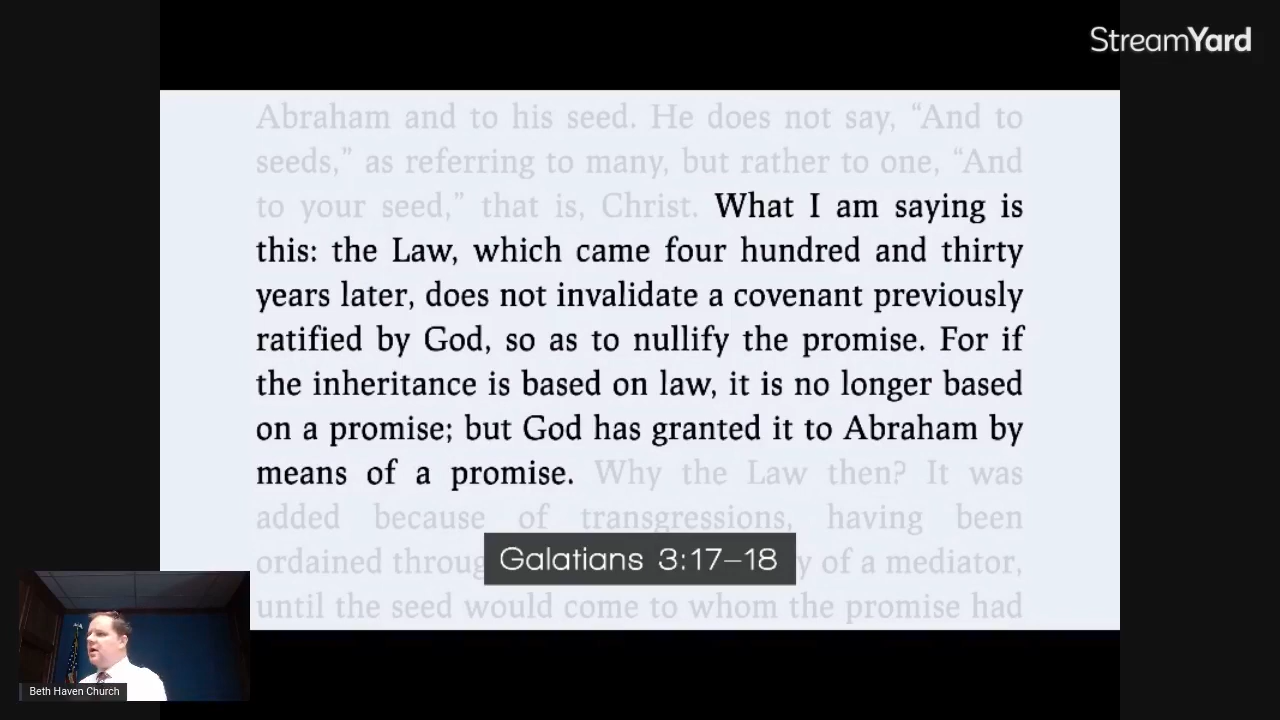 StreamYard
Abraham and to his seed. He does not say, “And to
seeds,” as referring to many, but rather to one, “And
to your seed,” that is, Christ. What I am saying is
this: the Law, which came four hundred and thirty
years later, does not invalidate a covenant previously
ratified by God, so as to nullify the promise. For if
the inheritance is based on law, it is no longer based
on a promise; but God has granted it to Abraham by
means of a promise. Why the Law then? It was
added because of transgressions, having been
ordained of a mediator,
until the seed would come to whom the promise had
Galatians 3:17–18
Beth Haven Church